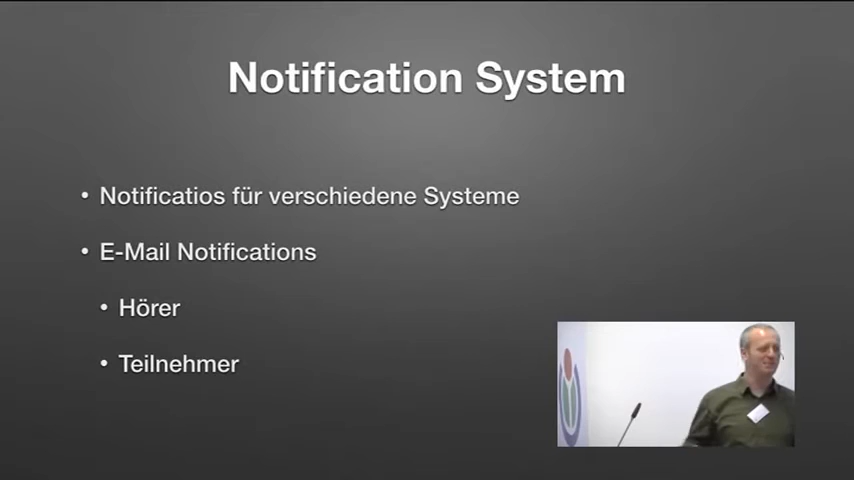 Notification System
• Notificatios für verschiedene Systeme
• E-Mail Notifications
• Hörer
• Teilnehmer